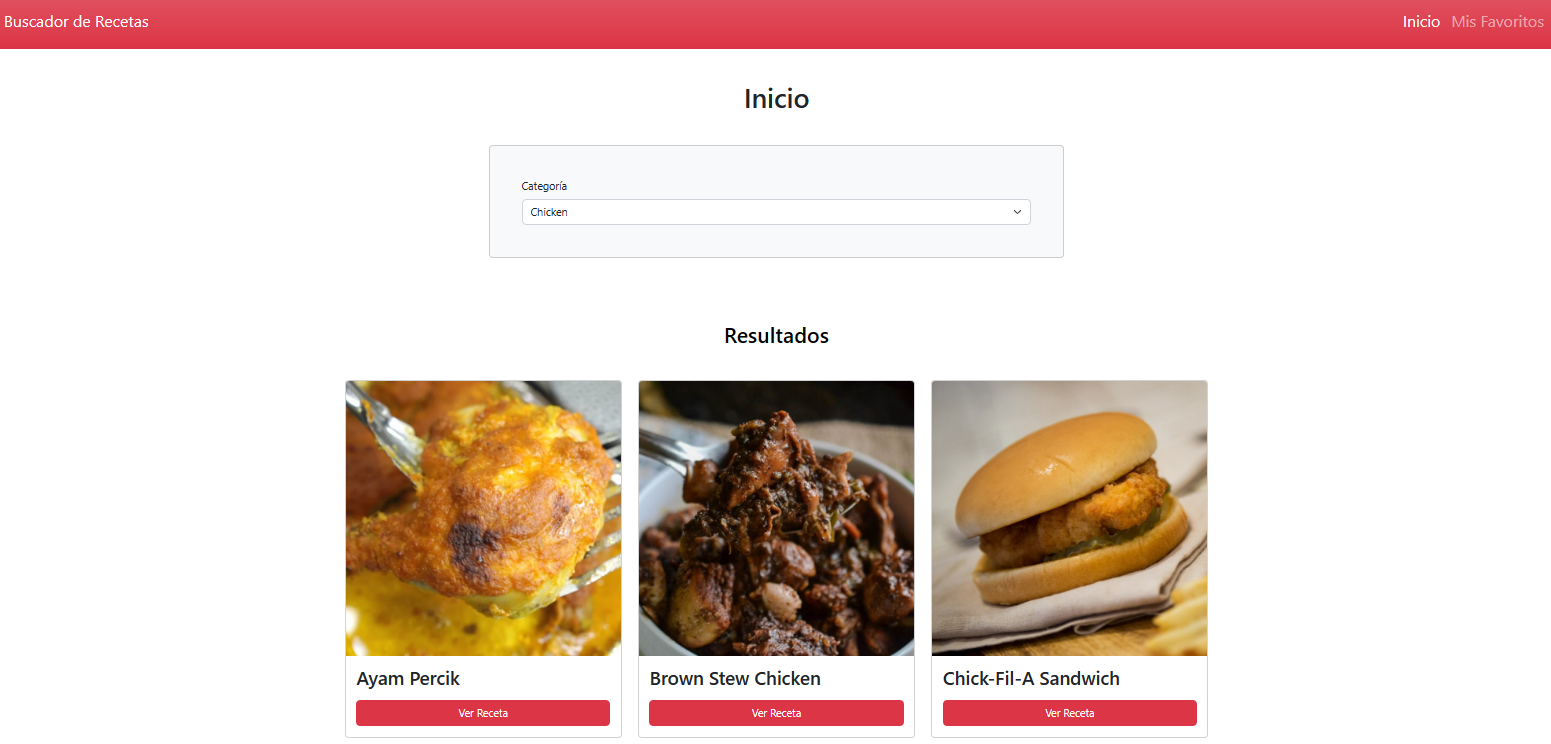 Buscador de Recetas
Inicio Mis Favoritos
Inicio
Categoría
Chicken
Resultados
Ayam Percik
Ver Receta
Brown Stew Chicken
Ver Receta
Chick-Fil-A Sandwich
Ver Receta